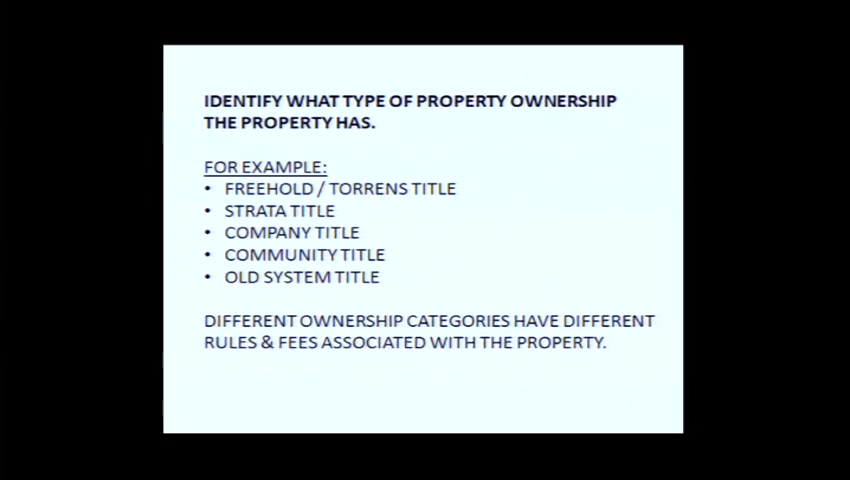 IDENTIFY WHAT TYPE OF PROPERTY OWNERSHIP
THE PROPERTY HAS.
FOR EXAMPLE:
• FREEHOLD / TORRENS TITLE
• STRATA TITLE
• COMPANY TITLE
• COMMUNITY TITLE
• OLD SYSTEM TITLE
DIFFERENT OWNERSHIP CATEGORIES HAVE DIFFERENT
RULES & FEES ASSOCIATED WITH THE PROPERTY.